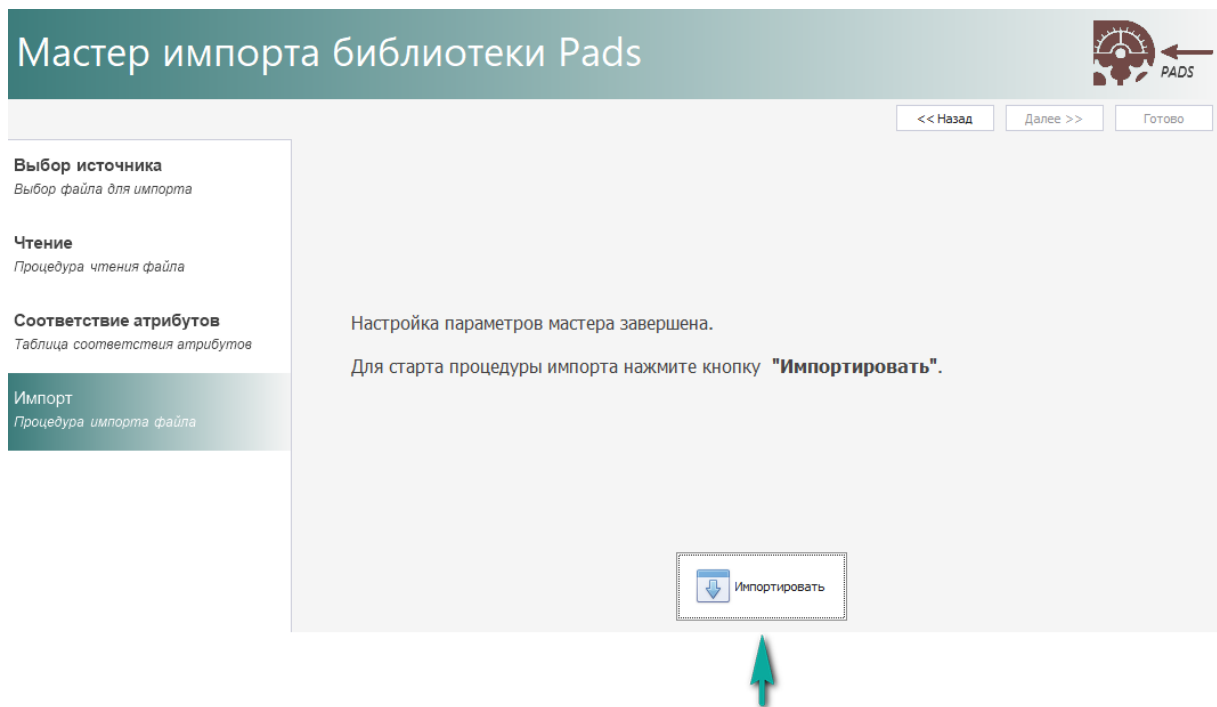 Мастер импорта библиотеки Pads
PADS
<< Назад
Далее >>
Готово
Выбор источника
Выбор файла для импорта
Чтение
Процедура чтения файла
Соответствие атрибутов
Таблица соответствия атрибутов
Импорт
Процедура импорта файла
Настройка параметров мастера завершена.
Для старта процедуры импорта нажмите кнопку "Импортировать".
Импортировать